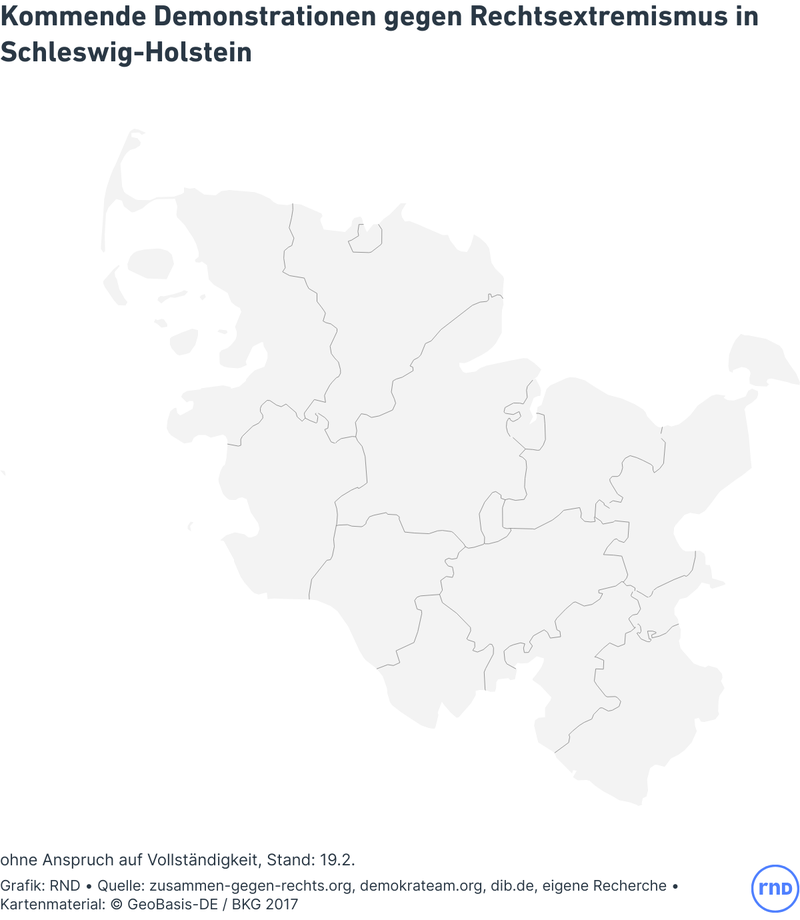 Kommende Demonstrationen gegen Rechtsextremismus in
Schleswig-Holstein
ohne Anspruch auf Vollständigkeit, Stand: 19.2.
Grafik: RND • Quelle: zusammen-gegen-rechts.org, demokrateam.org, dib.de, eigene Recherche •
Kartenmaterial: © GeoBasis-DE / BKG 2017
rnd